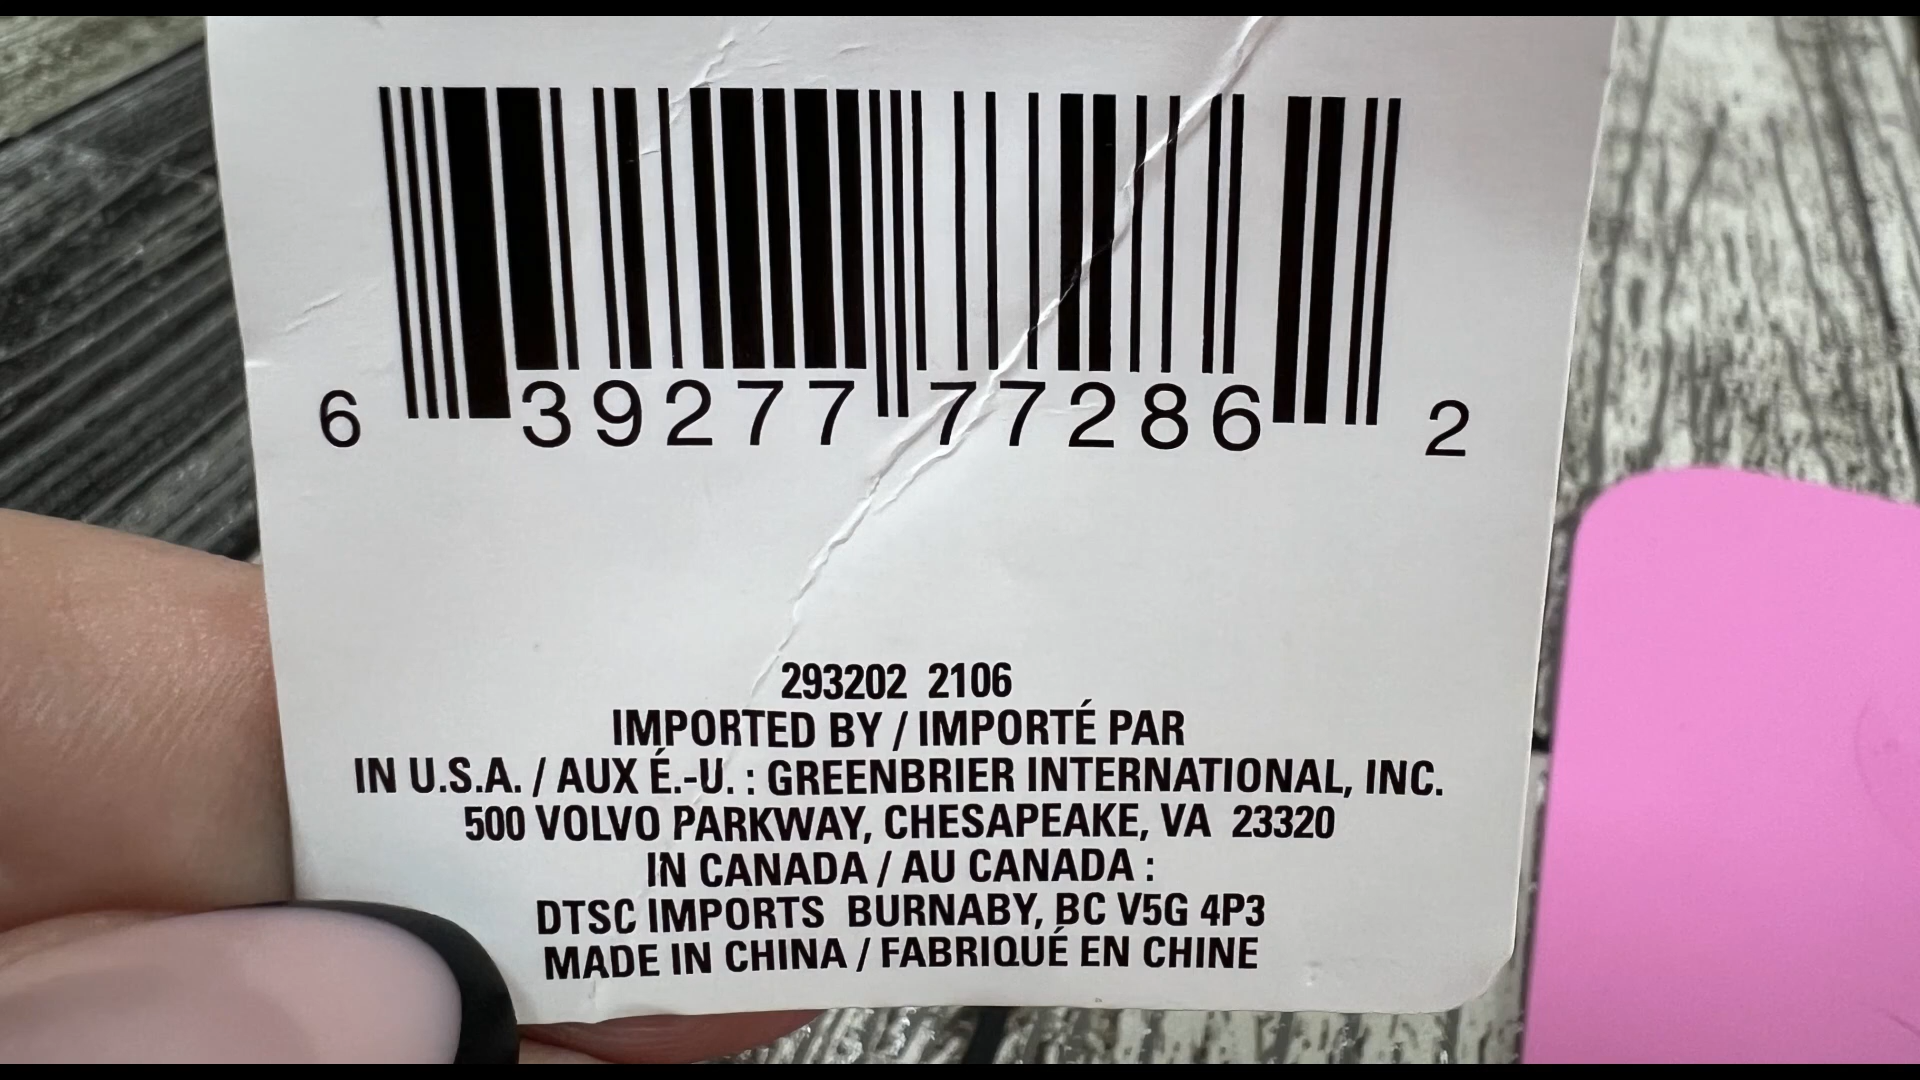 6 39277 77286 2
293202 2106
IMPORTED BY / IMPORTÉ PAR
IN U.S.A. / AUX É.-U. : GREENBRIER INTERNATIONAL, INC.
500 VOLVO PARKWAY, CHESAPEAKE, VA 23320
IN CANADA / AU CANADA :
DTSC IMPORTS BURNABY, BC V5G 4P3
MADE IN CHINA / FABRIQUÉ EN CHINE